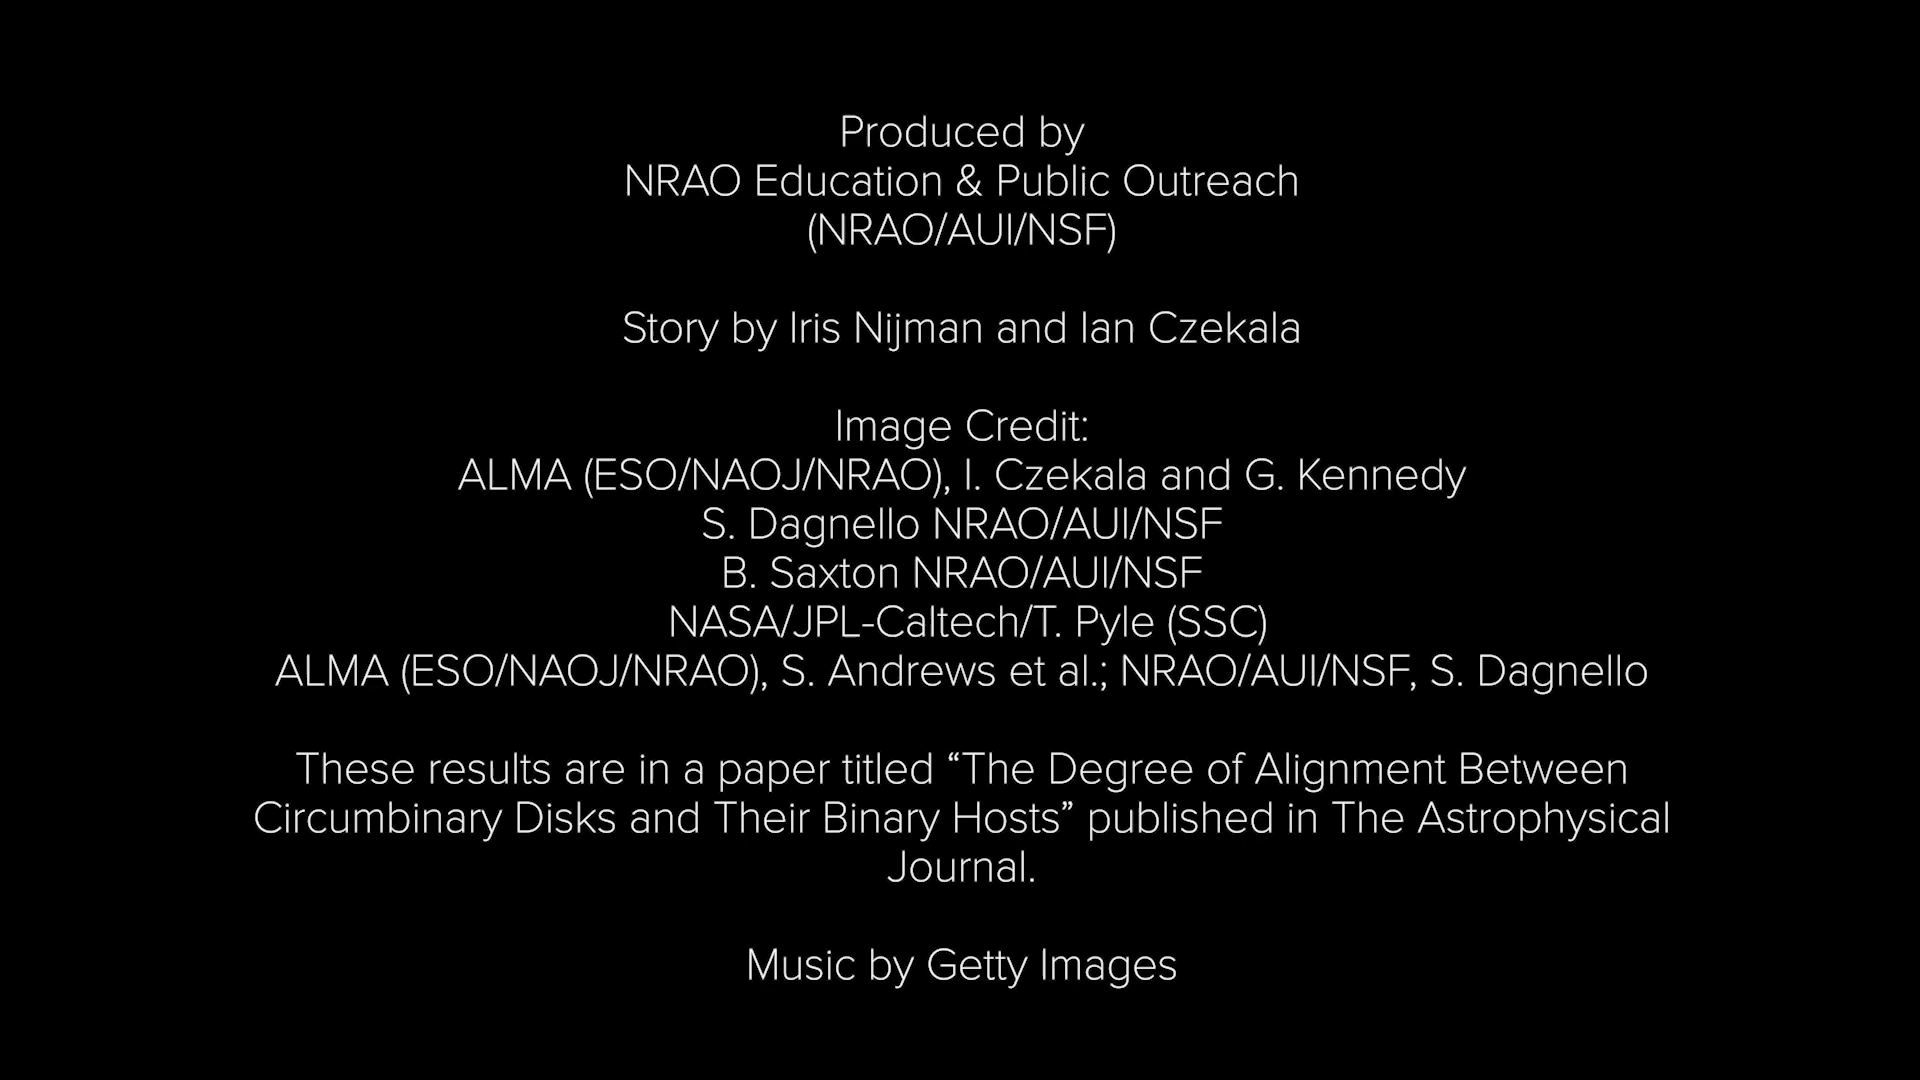 Produced by
NRAO Education & Public Outreach
(NRAO/AUI/NSF)
Story by Iris Nijman and Ian Czekala
Image Credit:
ALMA (ESO/NAOJ/NRAO), I. Czekala and G. Kennedy
S. Dagnello NRAO/AUI/NSF
B. Saxton NRAO/AUI/NSF
NASA/JPL-Caltech/T. Pyle (SSC)
ALMA (ESO/NAOJ/NRAO), S. Andrews et al.; NRAO/AUI/NSF, S. Dagnello
These results are in a paper titled “The Degree of Alignment Between
Circumbinary Disks and Their Binary Hosts” published in The Astrophysical
Journal.
Music by Getty Images